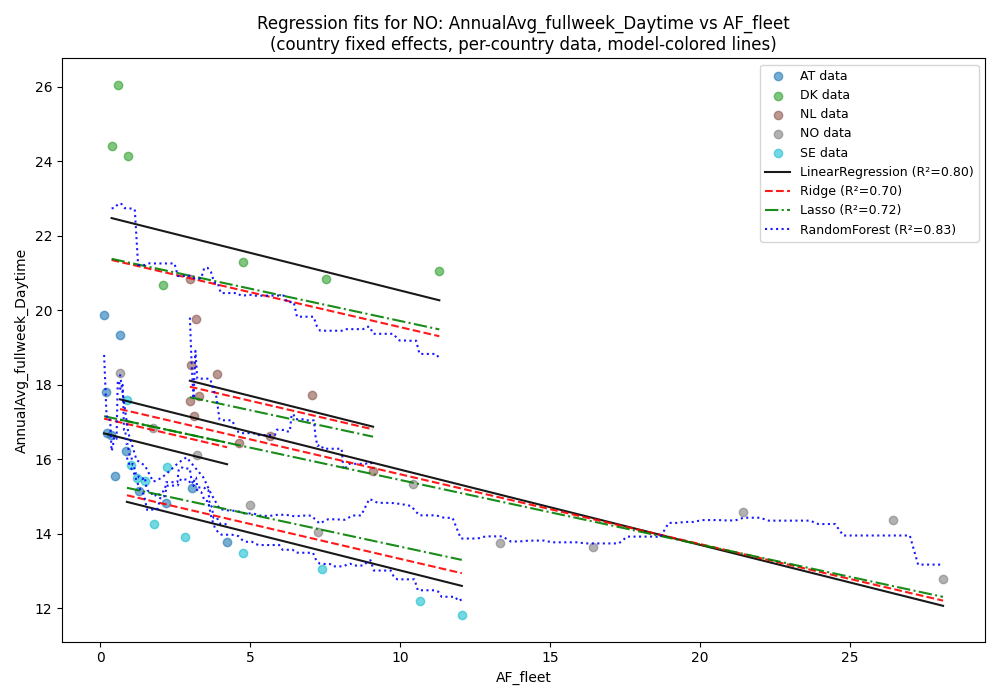 Regression fits for NO: AnnualAvg_fullweek_Daytime vs AF_fleet
(country fixed effects, per-country data, model-colored lines)
AT data
DK data
NL data
NO data
SE data
LinearRegression (R²=0.80)
Ridge (R²=0.70)
Lasso (R²=0.72)
RandomForest (R²=0.83)
AnnualAvg_fullweek_Daytime
26
24
22
20
18
16
14
12
0
5
10
15
20
25
AF_fleet